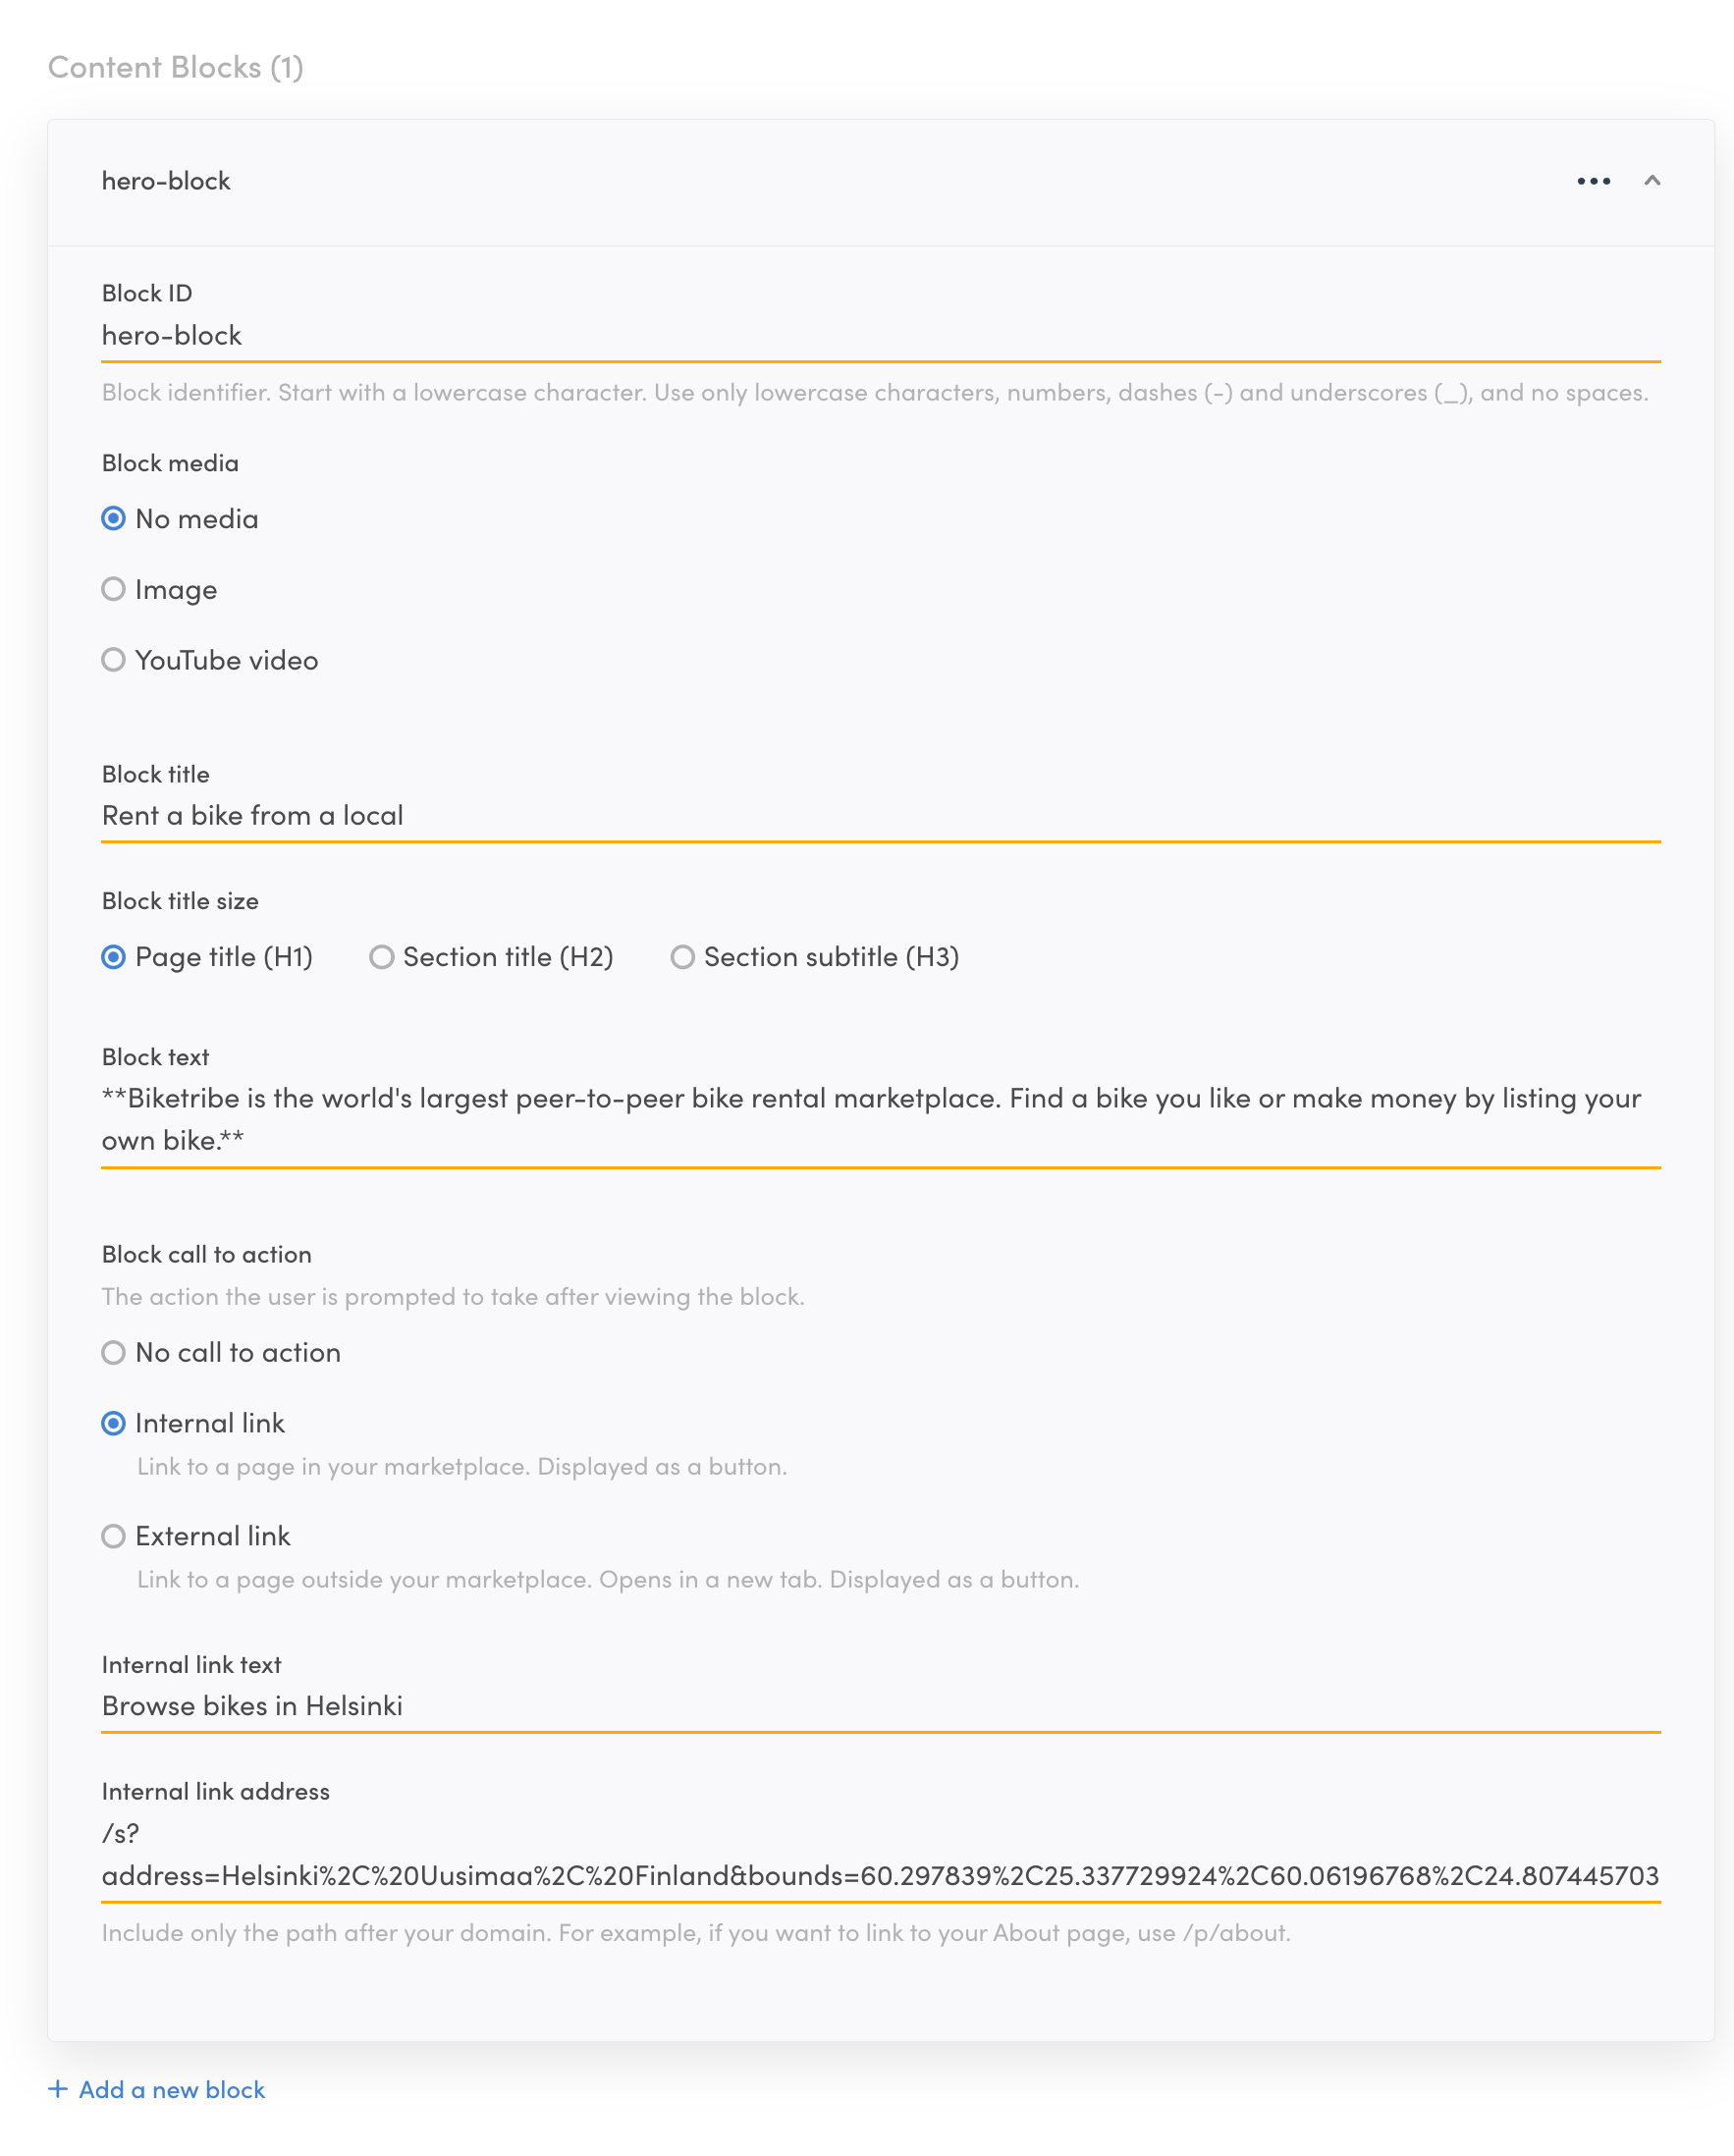 Content Blocks (1)
hero-block
Block ID
hero-block
Block identifier. Start with a lowercase character. Use only lowercase characters, numbers, dashes (-) and underscores (_), and no spaces.
Block media
No media
Image
YouTube video
Block title
Rent a bike from a local
Block title size
Page title (H1) Section title (H2) Section subtitle (H3)
Block text
**Biketribe is the world's largest peer-to-peer bike rental marketplace. Find a bike you like or make money by listing your
own bike.**
Block call to action
The action the user is prompted to take after viewing the block.
No call to action
Internal link
Link to a page in your marketplace. Displayed as a button.
External link
Link to a page outside your marketplace. Opens in a new tab. Displayed as a button.
Internal link text
Browse bikes in Helsinki
Internal link address
/s?
address=Helsinki%2C%20Uusimaa%2C%20Finland&bounds=60.297839%2C25.337729924%2C60.06196768%2C24.807445703
Include only the path after your domain. For example, if you want to link to your About page, use /p/about.
+ Add a new block